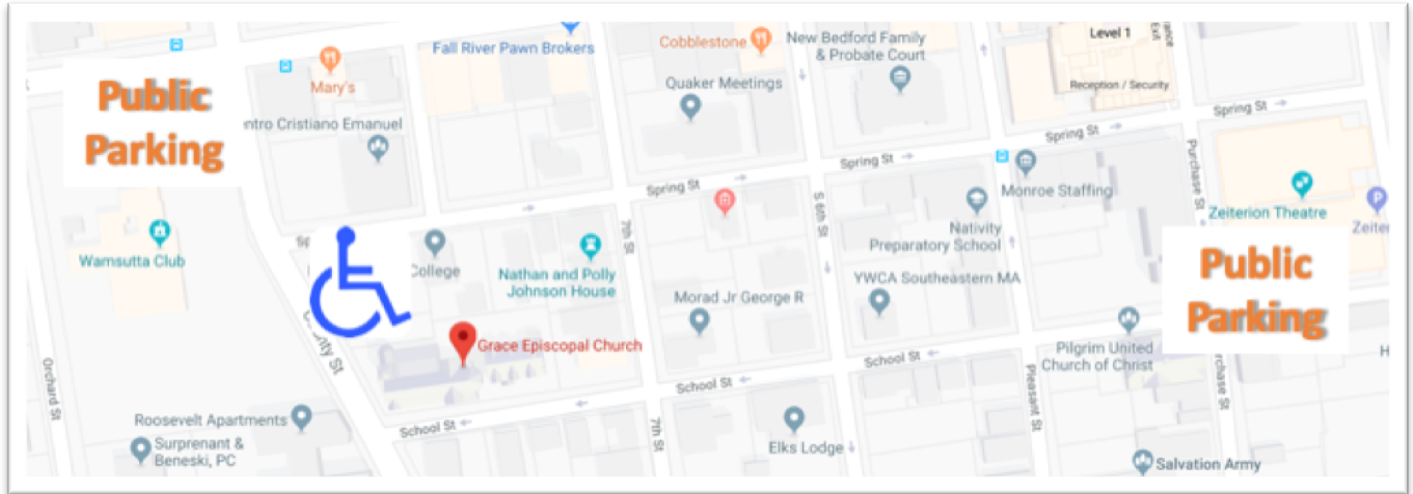 Fall River Pawn Brokers
Cobblestone
New Bedford Family
& Probate Court
Level 1
Exit
Reception / Security
Mary's
Quaker Meetings
Public
Parking
ntro Cristiano Emanuel
Spring St
Spring St
Spring St
Spring St
Purchase St
Monroe Staffing
Zeiterion Theatre
Zeiter
Wamsutta Club
College
Nathan and Polly
Johnson House
7th St
S 6th St
Nativity
Preparatory School
YWCA Southeastern MA
Morad Jr George R
Public
Parking
Grace Episcopal Church
Pilgrim United
Church of Christ
School St
School St
School St
Orchard St
nty St
Pleasant St
rchase St
H
Roosevelt Apartments
Surprenant &
Beneski, PC
7th St
Elks Lodge
Salvation Army